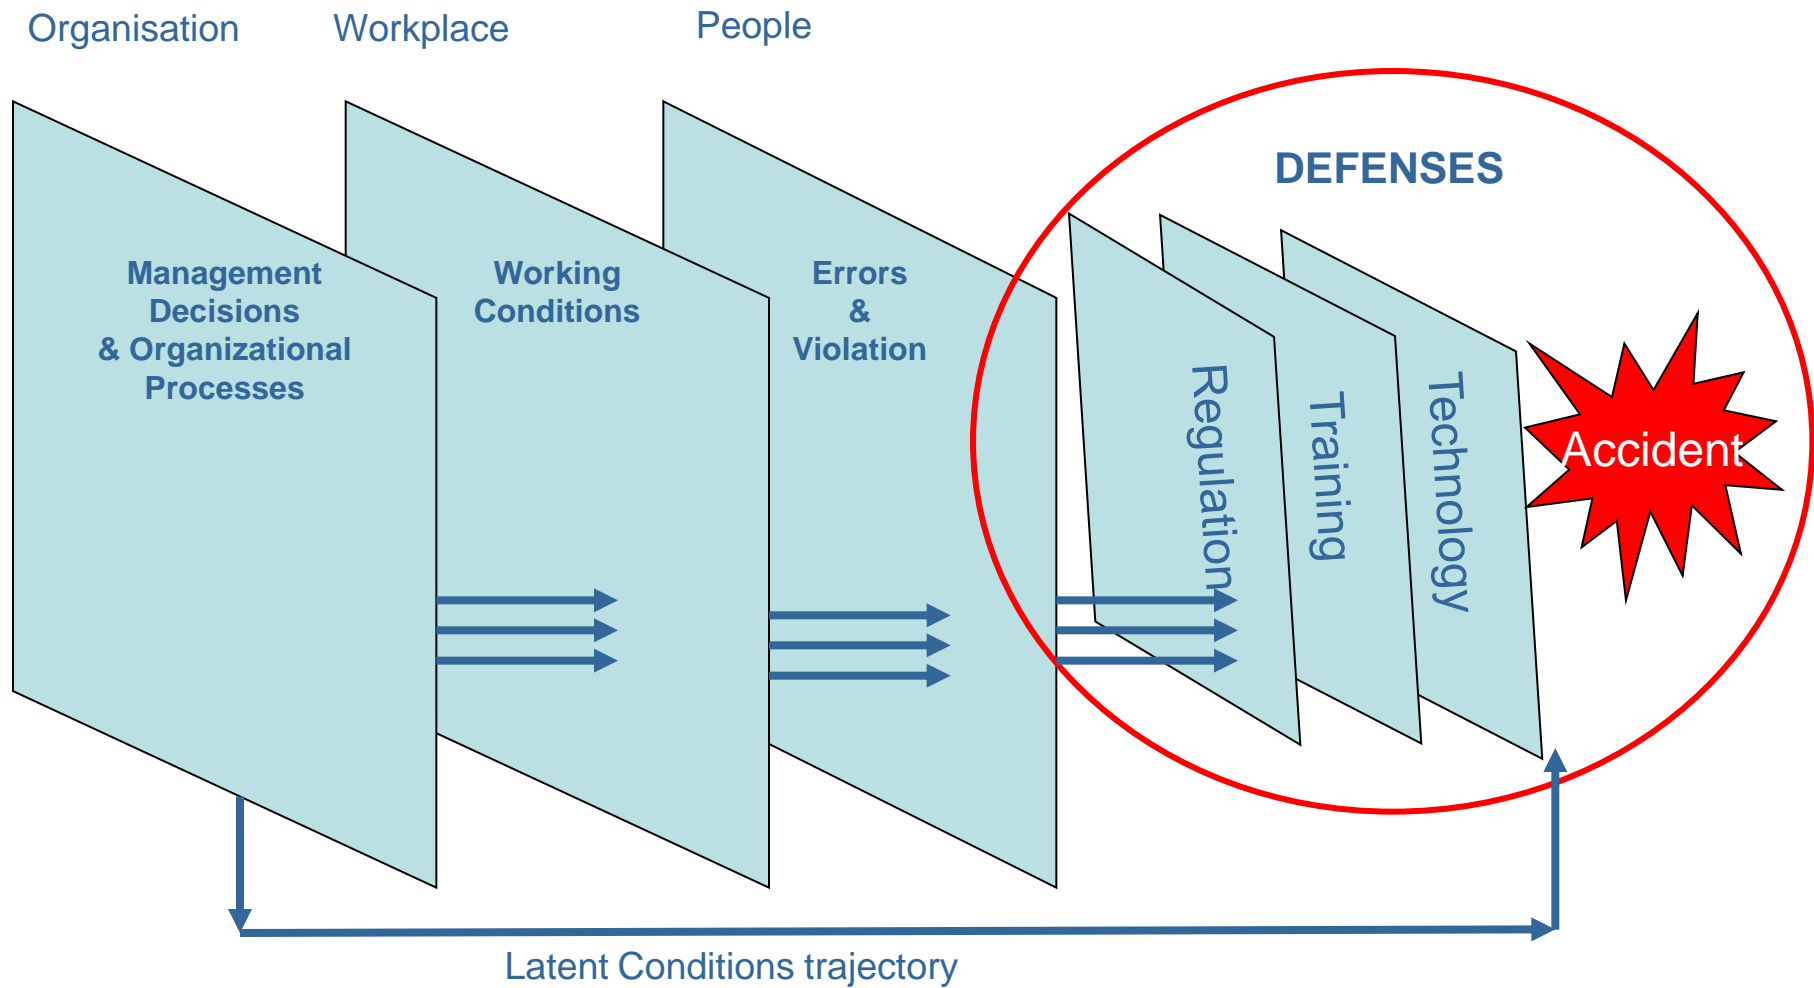 Organisation
Workplace
People
DEFENSES
Management
Decisions
& Organizational
Processes
Working
Conditions
Errors
&
Violation
Regulation
Training
Technology
Accident
Latent Conditions trajectory